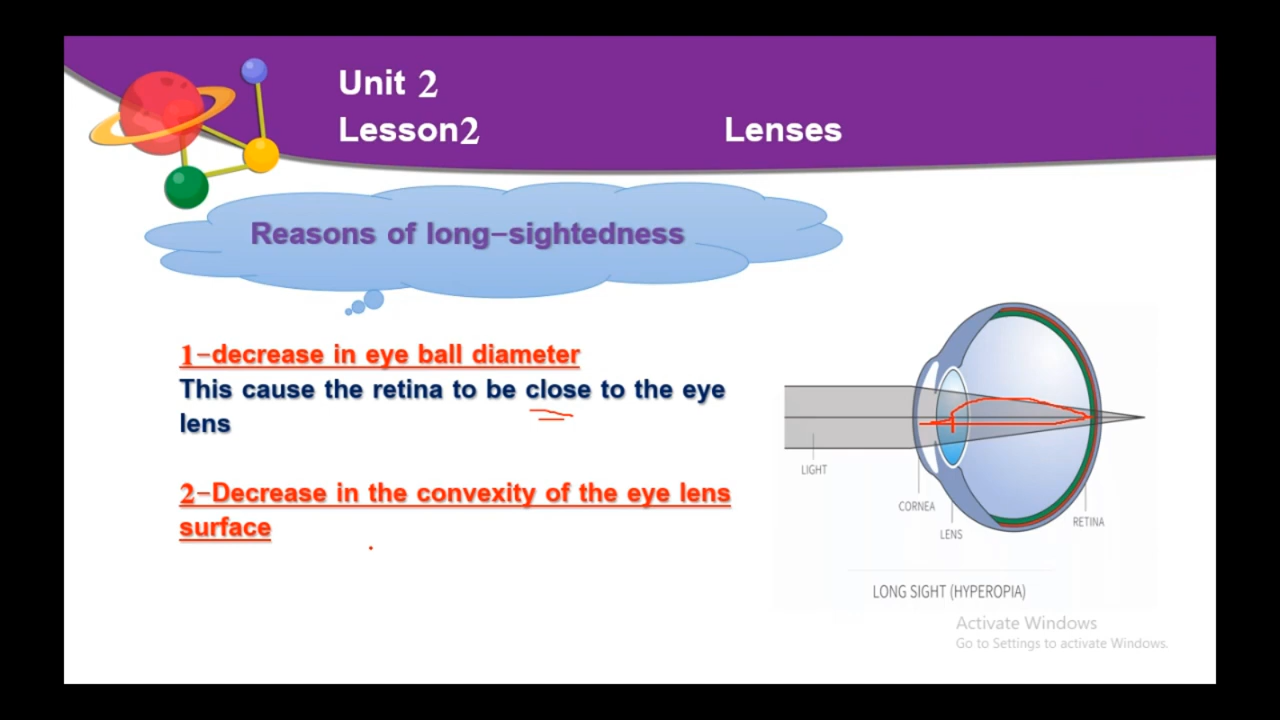 Unit 2
Lesson2 Lenses
Reasons of long-sightedness
1-decrease in eye ball diameter
This cause the retina to be close to the eye
lens
2-Decrease in the convexity of the eye lens
surface
LIGHT
CORNEA
LENS
RETINA
LONG SIGHT (HYPEROPIA)
Activate Windows
Go to Settings to activate Windows.